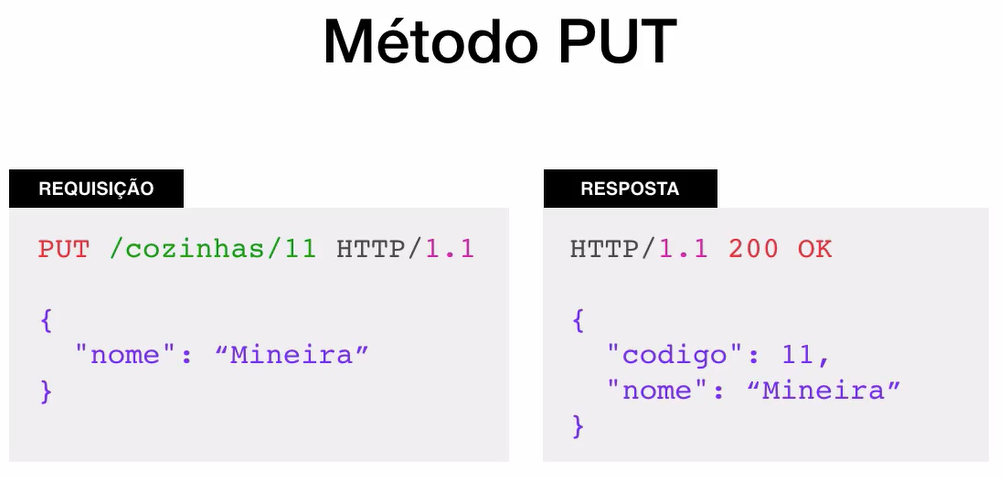 Método PUT
REQUISIÇÃO
PUT /cozinhas/11 HTTP/1.1
{
"nome": “Mineira”
}
RESPOSTA
HTTP/1.1 200 OK
{
"codigo": 11,
"nome": “Mineira”
}